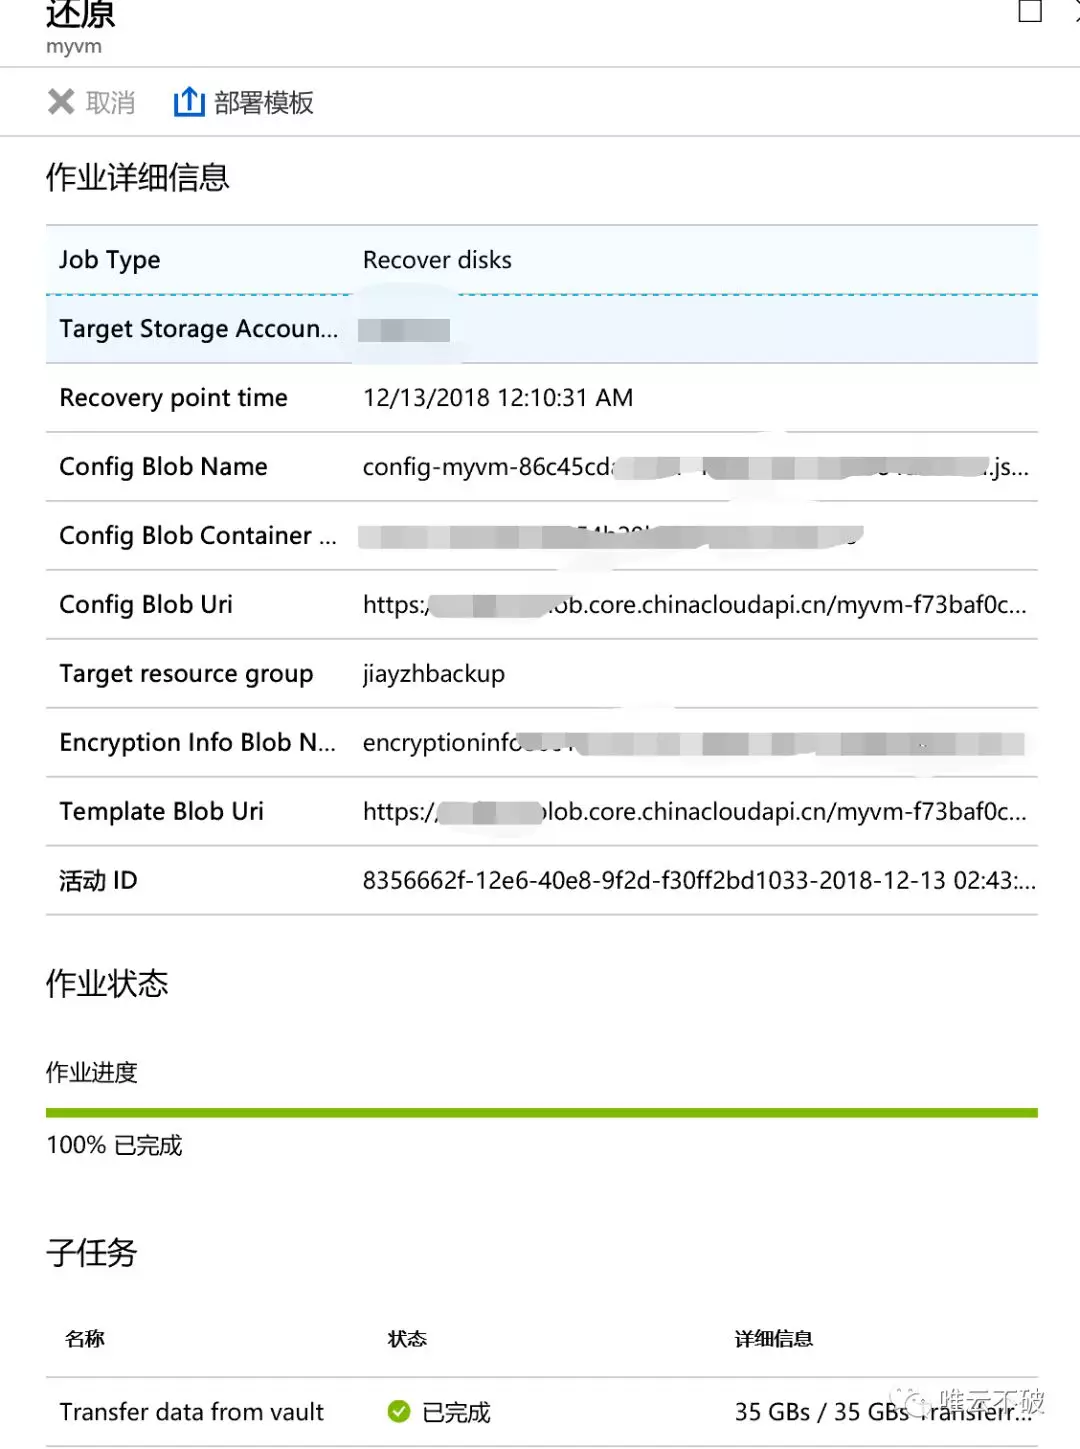 还原
myvm
取消 部署模板
作业详细信息
Job Type Recover disks
Target Storage Accoun...
Recovery point time 12/13/2018 12:10:31 AM
Config Blob Name config-myvm-86c45cd .js...
Config Blob Container ...
Config Blob Uri https:/ ob.core.chinacloudapi.cn/myvm-f73baf0c...
Target resource group jiayzhbackup
Encryption Info Blob N... encryptioninfo
Template Blob Uri https:/ lob.core.chinacloudapi.cn/myvm-f73baf0c...
活动 ID 8356662f-12e6-40e8-9f2d-f30ff2bd1033-2018-12-13 02:43:...
作业状态
作业进度
100% 已完成
子任务
名称 状态 详细信息
Transfer data from vault 已完成 35 GBs / 35 GBs Transferr...
唯云不破